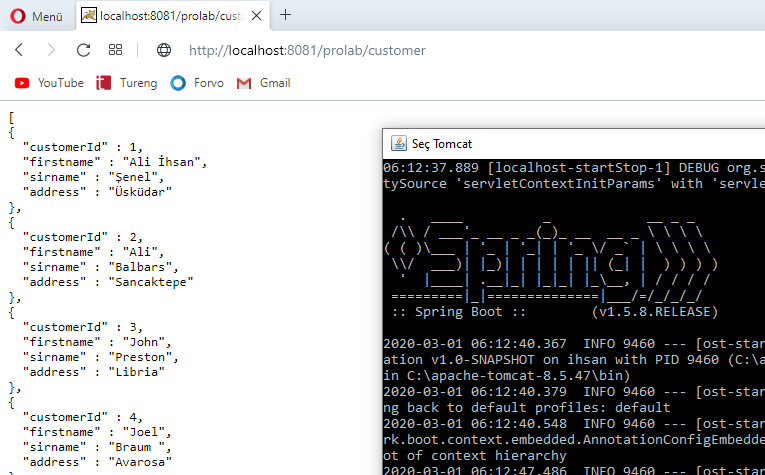 Menü
localhost:8081/prolab/custo
http://localhost:8081/prolab/customer
YouTube Tureng Forvo Gmail
[
{
"customerId" : 1,
"firstname" : "Ali İhsan",
"sirname" : "Şenel",
"address" : "Üsküdar"
},
{
"customerId" : 2,
"firstname" : "Ali",
"sirname" : "Balbars",
"address" : "Sancaktepe"
},
{
"customerId" : 3,
"firstname" : "John",
"sirname" : "Preston",
"address" : "Libria"
},
{
"customerId" : 4,
"firstname" : "Joel",
"sirname" : "Braum ",
"address" : "Avarosa"
Seç Tomcat
06:12:37.889 [localhost-startStop-1] DEBUG org.s
tySource 'servletContextInitParams' with 'servle
Spring
:: Spring Boot :: (v1.5.8.RELEASE)
2020-03-01 06:12:40.367 INFO 9460 --- [ost-star
ation v1.0-SNAPSHOT on ihsan with PID 9460 (C:\a
in C:\apache-tomcat-8.5.47\bin)
2020-03-01 06:12:40.379 INFO 9460 --- [ost-star
ng back to default profiles: default
2020-03-01 06:12:40.548 INFO 9460 --- [ost-star
rk.boot.context.embedded.AnnotationConfigEmbedde
ot of context hierarchy
2020-03-01 06:12:47.486 INFO 9460 --- [ost-star